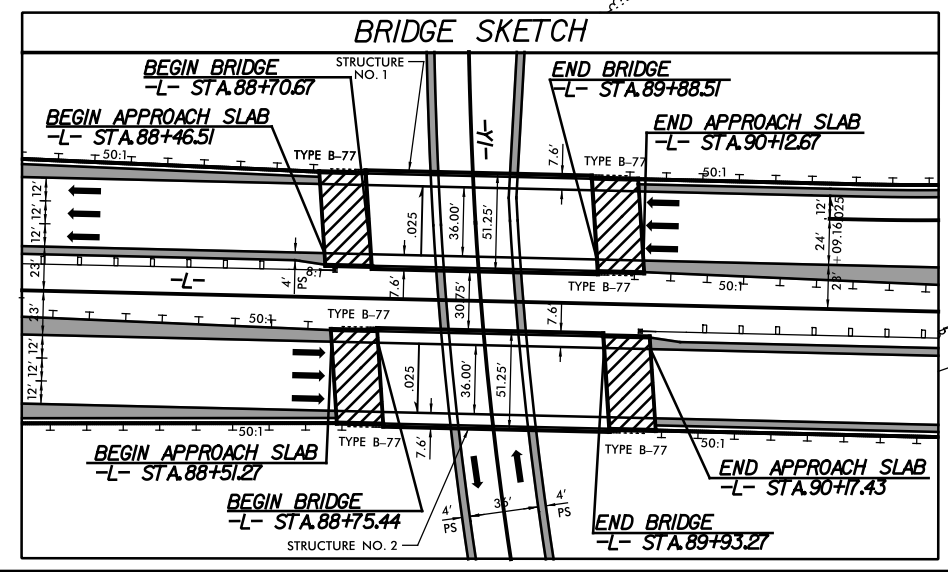 BRIDGE SKETCH
STRUCTURE
NO. 1
BEGIN BRIDGE
-L- STA.88+70.67
END BRIDGE
-L- STA.89+88.51
BEGIN APPROACH SLAB
-L- STA.88+46.51
END APPROACH SLAB
-L- STA.90+12.67
-Y1-
TYPE B-77
TYPE B-77
50:1
50:1
7.6'
12'
12'
12'
.025
36.00'
51.25'
.025
12'
24'
+09.16
23'
4'
PS
8:1
7.6'
30.75'
-L-
TYPE B-77
50:1
23'
TYPE B-77
50:1
7.6'
12'
12'
12'
.025
36.00'
51.25'
50:1
TYPE B-77
7.6'
TYPE B-77
50:1
BEGIN APPROACH SLAB
-L- STA.88+51.27
END APPROACH SLAB
-L- STA.90+17.43
BEGIN BRIDGE
-L- STA.88+75.44
4'
PS
36'
4'
PS
END BRIDGE
-L- STA.89+93.27
STRUCTURE NO. 2